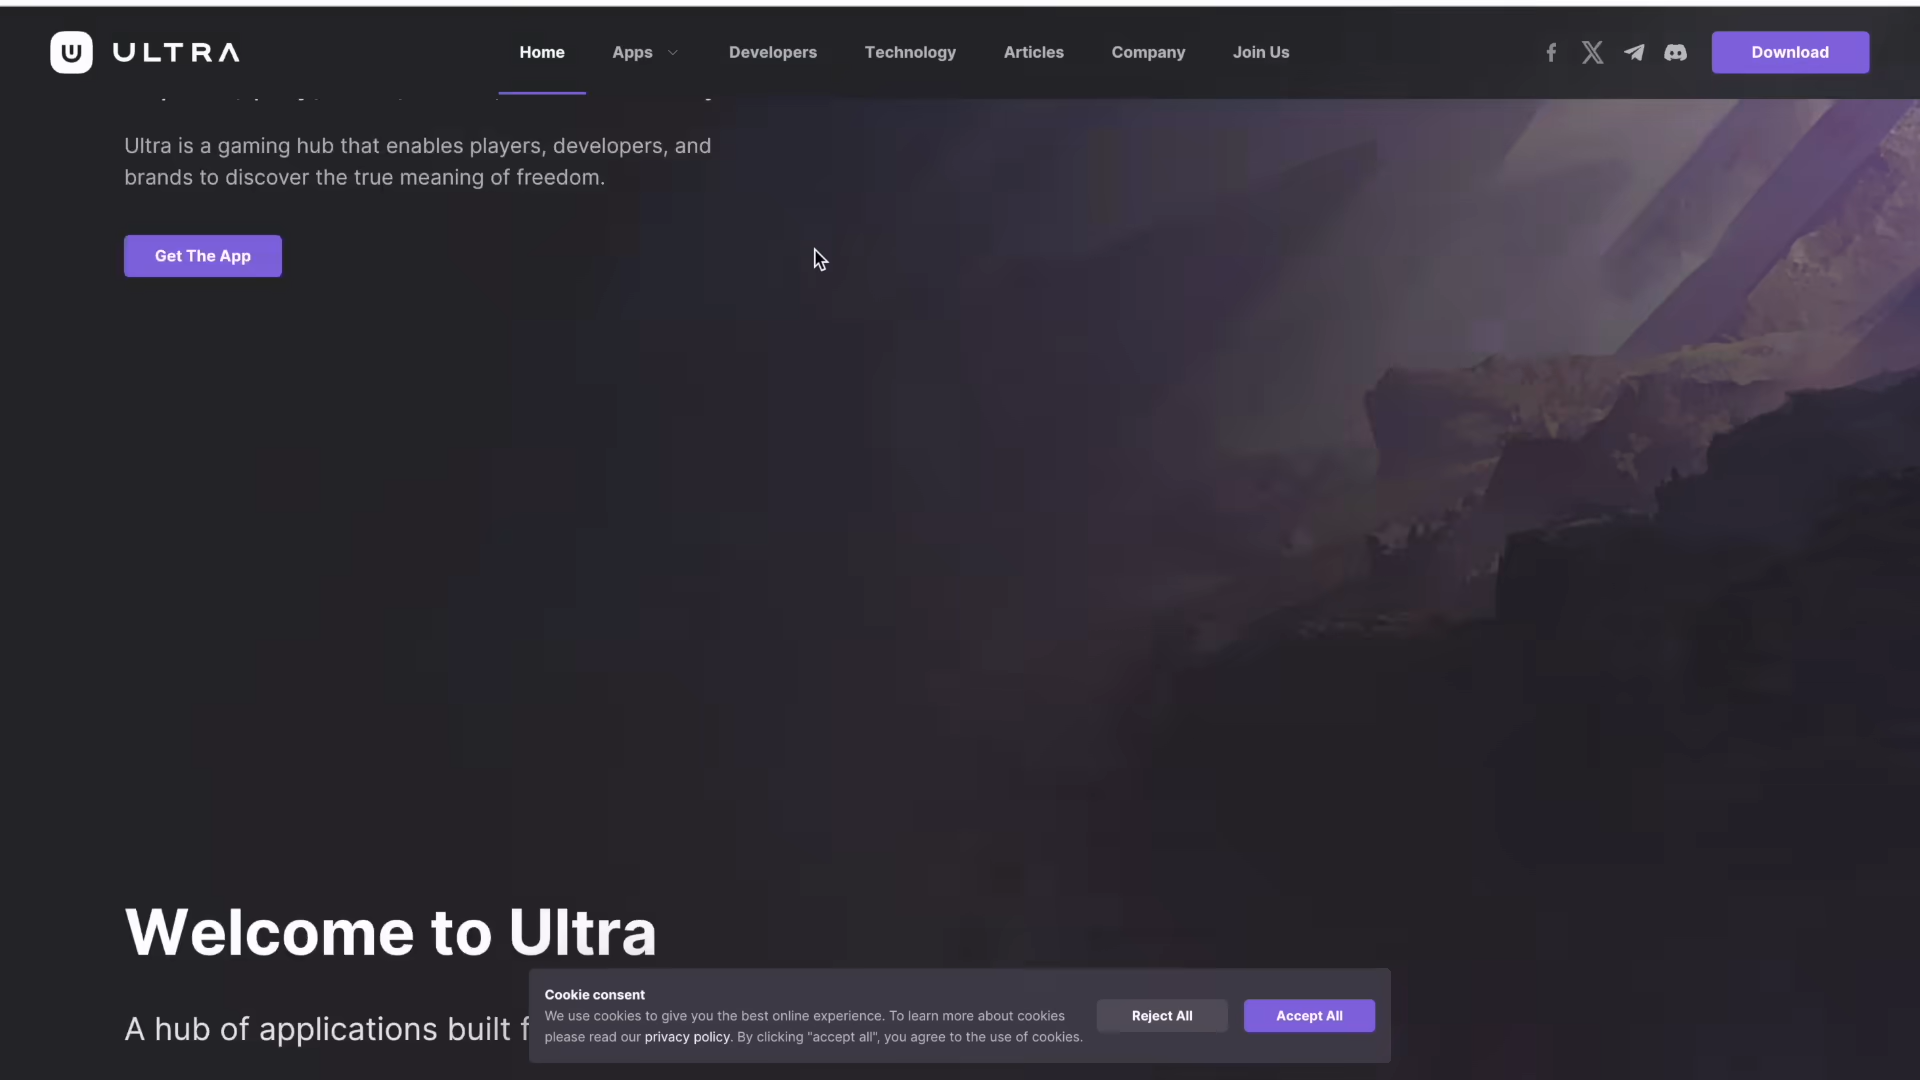 ULTRA
Home
Apps
Developers
Technology
Articles
Company
Join Us
Download
Ultra is a gaming hub that enables players, developers, and
brands to discover the true meaning of freedom.
Get The App
Welcome to Ultra
A hub of applications built
Cookie consent
We use cookies to give you the best online experience. To learn more about cookies
please read our privacy policy. By clicking "accept all", you agree to the use of cookies.
Reject All
Accept All